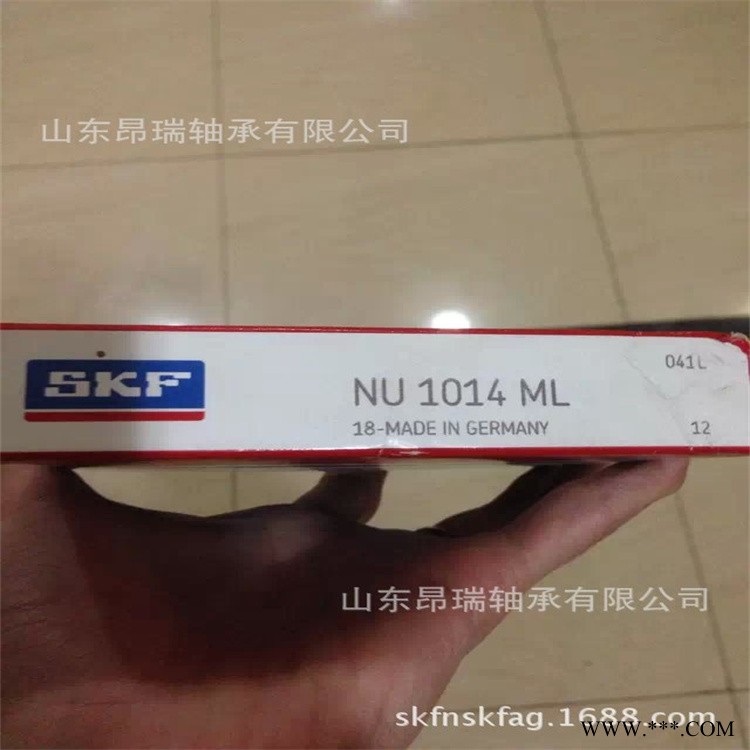 山东昂瑞轴承有限公司
041L
SKF
NU 1014 ML
18-MADE IN GERMANY
12
山东昂瑞轴承有限公司
skfnskfag.1688.com
www.***.COM